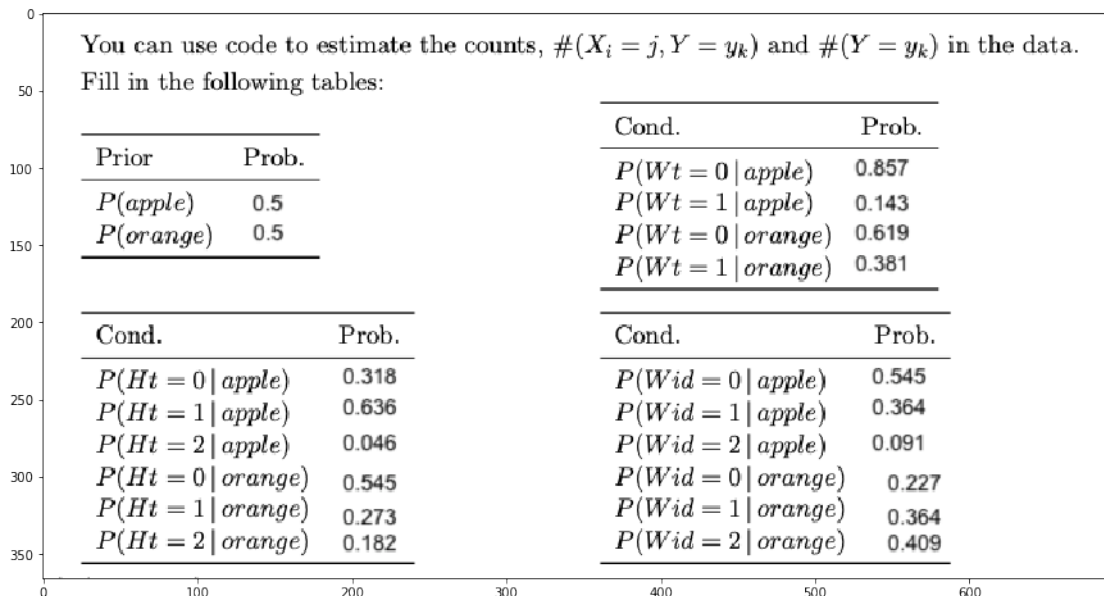 You can use code to estimate the counts, #(X_i = j, Y = y_k) and #(Y = y_k) in the data.
Fill in the following tables:
Prior Prob.
P(apple) 0.5
P(orange) 0.5
Cond. Prob.
P(Wt = 0 | apple) 0.857
P(Wt = 1 | apple) 0.143
P(Wt = 0 | orange) 0.619
P(Wt = 1 | orange) 0.381
Cond. Prob.
P(Ht = 0 | apple) 0.318
P(Ht = 1 | apple) 0.636
P(Ht = 2 | apple) 0.046
P(Ht = 0 | orange) 0.545
P(Ht = 1 | orange) 0.273
P(Ht = 2 | orange) 0.182
Cond. Prob.
P(Wid = 0 | apple) 0.545
P(Wid = 1 | apple) 0.364
P(Wid = 2 | apple) 0.091
P(Wid = 0 | orange) 0.227
P(Wid = 1 | orange) 0.364
P(Wid = 2 | orange) 0.409
0
50
100
150
200
250
300
350
0 100 200 300 400 500 600